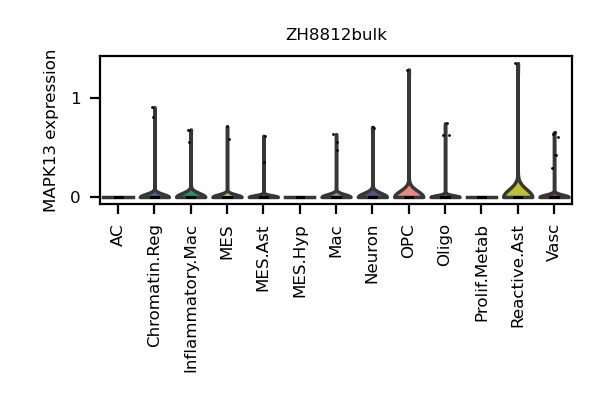 ZH8812bulk
MAPK13 expression
1
0
AC
Chromatin.Reg
Inflammatory.Mac
MES
MES.Ast
MES.Hyp
Mac
Neuron
OPC
Oligo
Prolif.Metab
Reactive.Ast
Vasc